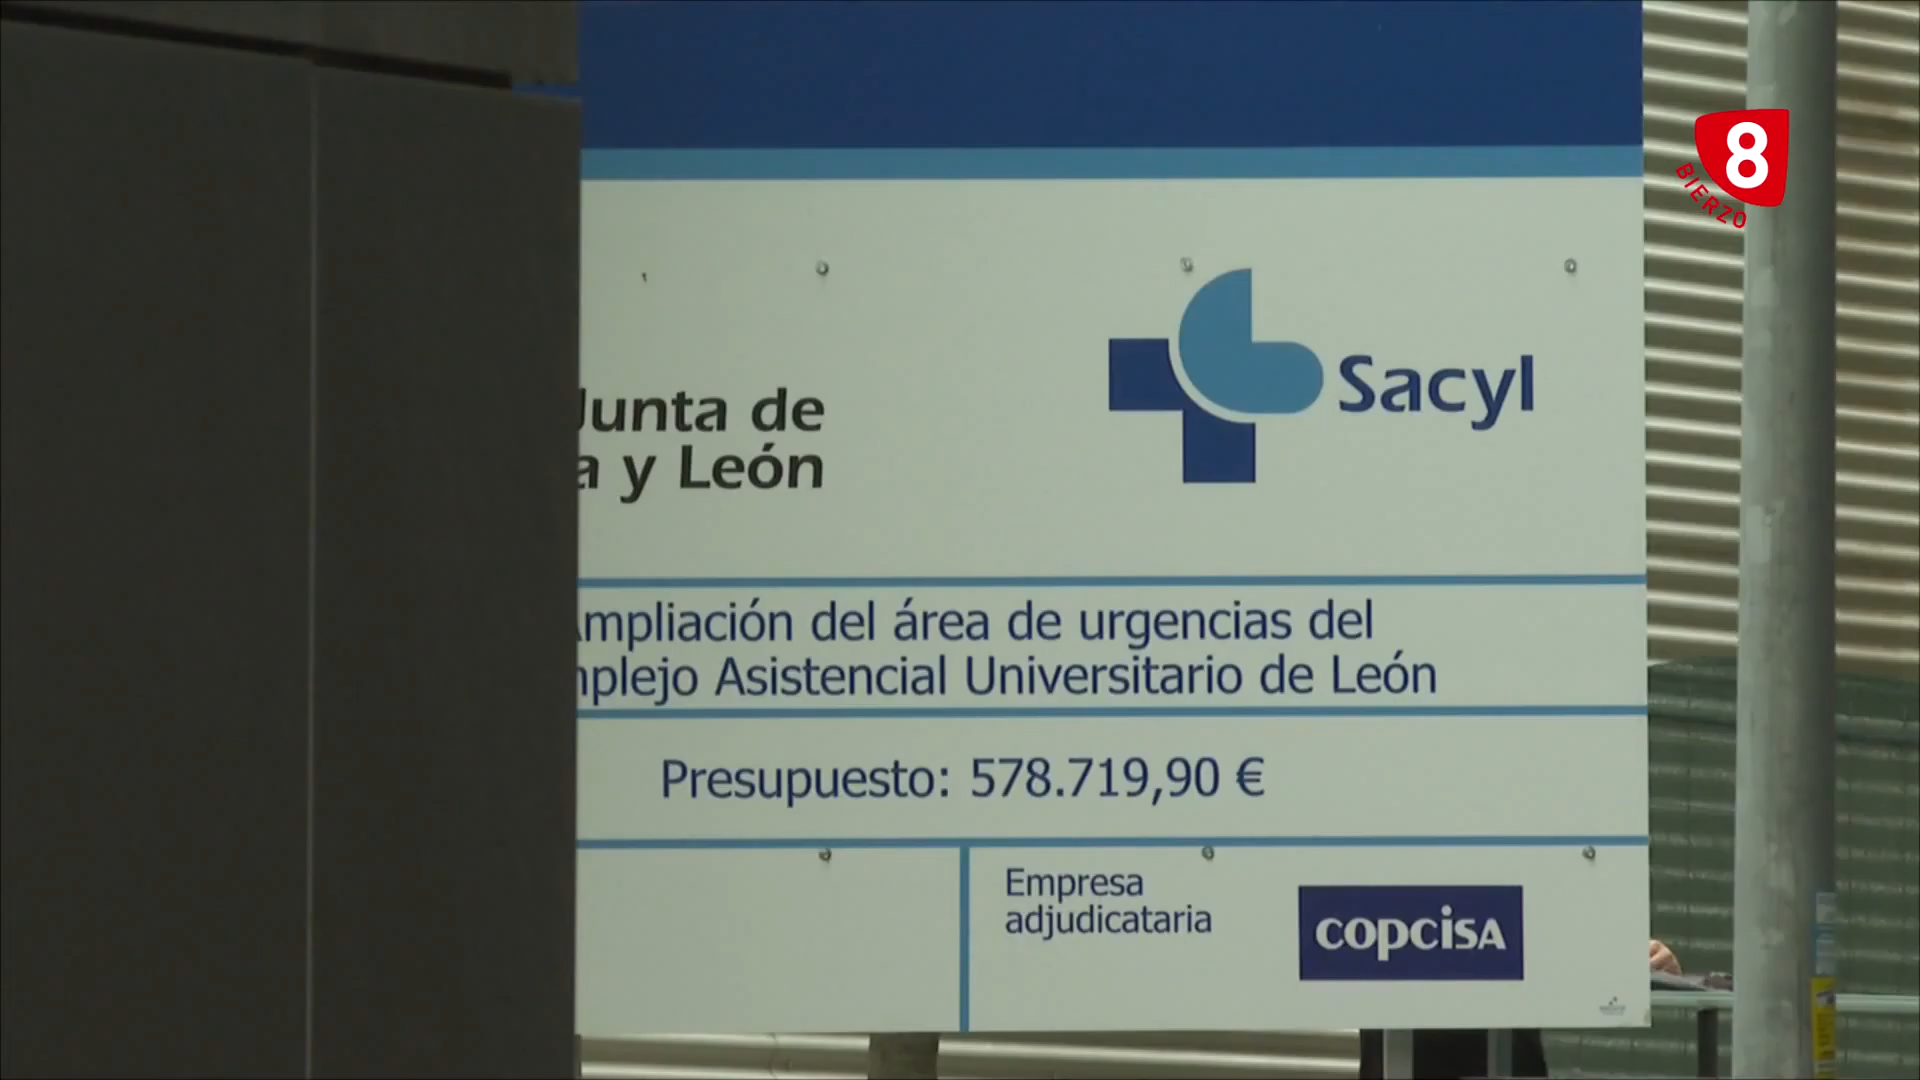 8
BIERZO
Junta de
a y León
Sacyl
Ampliación del área de urgencias del
mplejo Asistencial Universitario de León
Presupuesto: 578.719,90 €
Empresa
adjudicataria
COPCISA